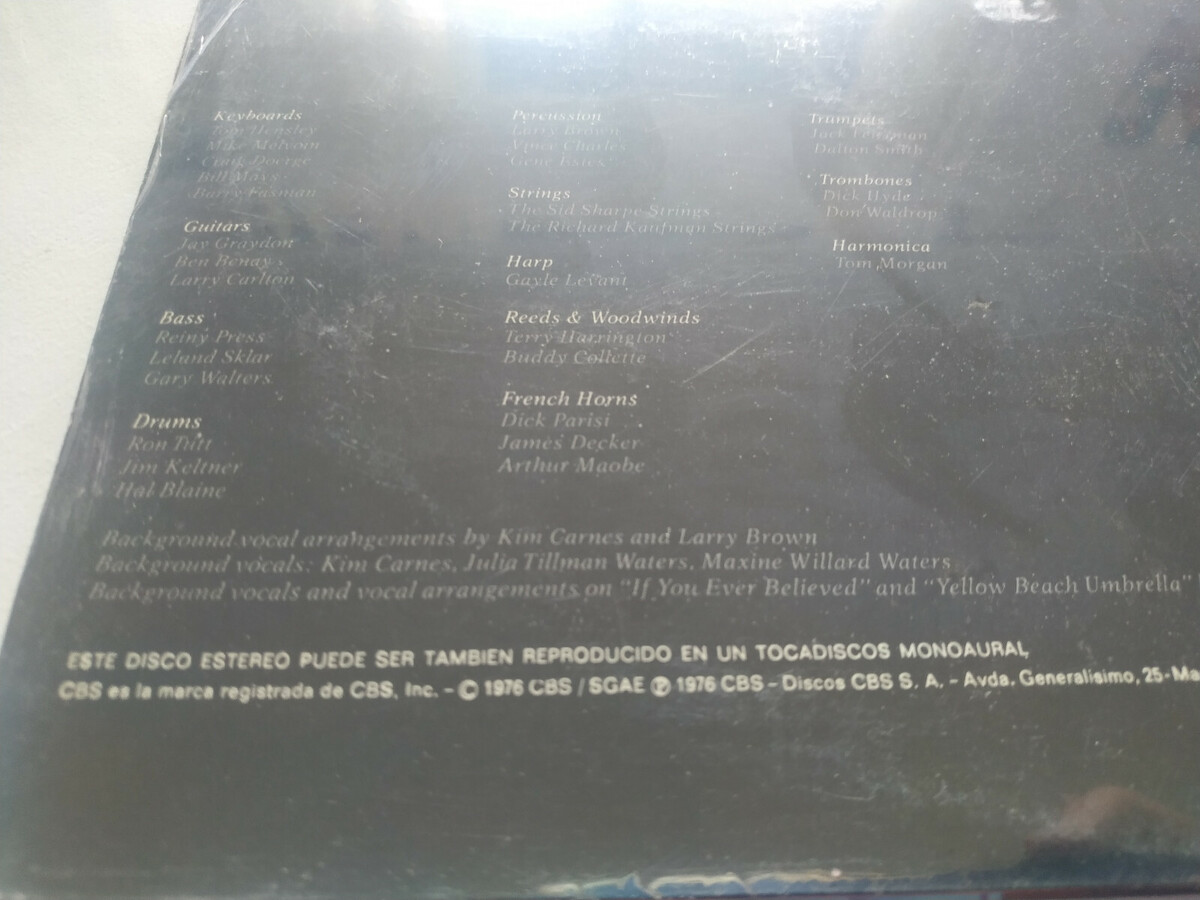 Keyboards
Tom Hensley
Mike Melvoin
Craig Doerge
Bill Mays
Barry Fasman
Guitars
Jay Graydon
Ben Benay
Larry Carlton
Bass
Reiny Press
Leland Sklar
Gary Walters
Drums
Ron Tutt
Jim Keltner
Hal Blaine
Percussion
Larry Brown
Vince Charles
Gene Estes
Strings
The Sid Sharpe Strings
The Richard Kaufman Strings
Harp
Gayle Levant
Reeds & Woodwinds
Terry Harrington
Buddy Collette
French Horns
Dick Parisi
James Decker
Arthur Maobe
Trumpets
Jack
Dalton Smith
Trombones
Dick Hyde
Don Waldrop
Harmonica
Tom Morgan
Background vocal arrangements by Kim Carnes and Larry Brown
Background vocals: Kim Carnes, Julia Tillman Waters, Maxine Willard Waters
Background vocals and vocal arrangements on "If You Ever Believed" and "Yellow Beach Umbrella"
ESTE DISCO ESTEREO PUEDE SER TAMBIEN REPRODUCIDO EN UN TOCADISCOS MONOAURAL
CBS es la marca registrada de CBS, Inc. - © 1976 CBS / SGAE ℗ 1976 CBS - Discos CBS S. A. - Avda. Generalisimo, 25-Ma